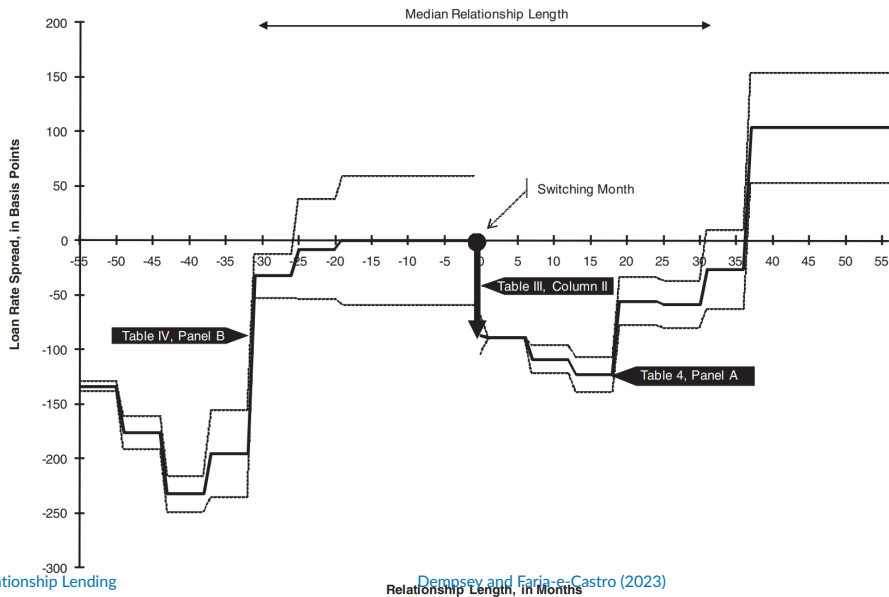 Median Relationship Length
200
150
100
50
0
-50
-100
-150
-200
-250
-300
Loan Rate Spread, in Basis Points
Switching Month
-55 -50 -45 -40 -35 -30 -25 -20 -15 -10 -5 0 5 10 15 20 25 30 35 40 45 50 55
Table III, Column II
Table IV, Panel B
Table 4, Panel A
ationship Lending
Dempsey and Faria-e-Castro (2023)
Relationship Length, in Months